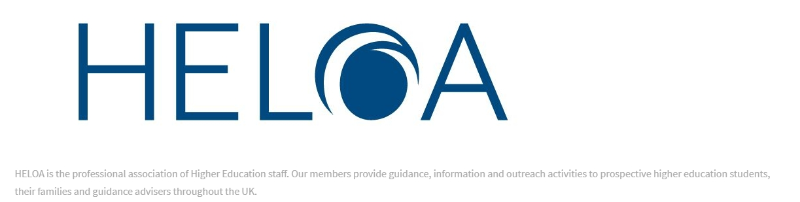 HELOA
HELOA is the professional association of Higher Education staff. Our members provide guidance, information and outreach activities to prospective higher education students,
their families and guidance advisers throughout the UK.